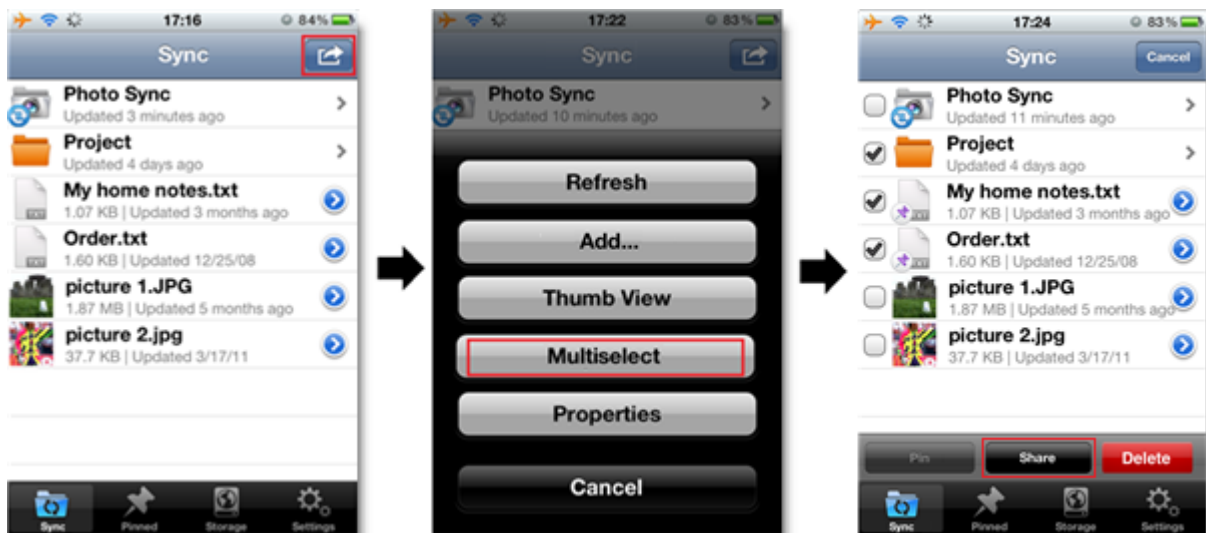 17:16
84%
Sync
Photo Sync
Updated 3 minutes ago
Project
Updated 4 days ago
My home notes.txt
1.07 KB | Updated 3 months ago
Order.txt
1.60 KB | Updated 12/25/08
picture 1.JPG
1.87 MB | Updated 5 months ago
picture 2.jpg
37.7 KB | Updated 3/17/11
Sync
Pinned
Storage
Settings
17:22
83%
Sync
Photo Sync
Updated 10 minutes ago
Refresh
Add...
Thumb View
Multiselect
Properties
Cancel
17:24
83%
Sync
Cancel
Photo Sync
Updated 11 minutes ago
Project
Updated 4 days ago
My home notes.txt
1.07 KB | Updated 3 months ago
Order.txt
1.60 KB | Updated 12/25/08
picture 1.JPG
1.87 MB | Updated 5 months ago
picture 2.jpg
37.7 KB | Updated 3/17/11
Pin
Share
Delete
Sync
Pinned
Storage
Settings